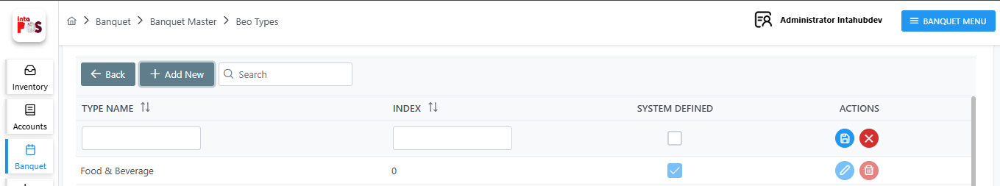 Inta
POS
Banquet
Banquet Master
Beo Types
Administrator Intahubdev
BANQUET MENU
Inventory
Accounts
Banquet
Back
Add New
Search
TYPE NAME
INDEX
SYSTEM DEFINED
ACTIONS
Food & Beverage
0